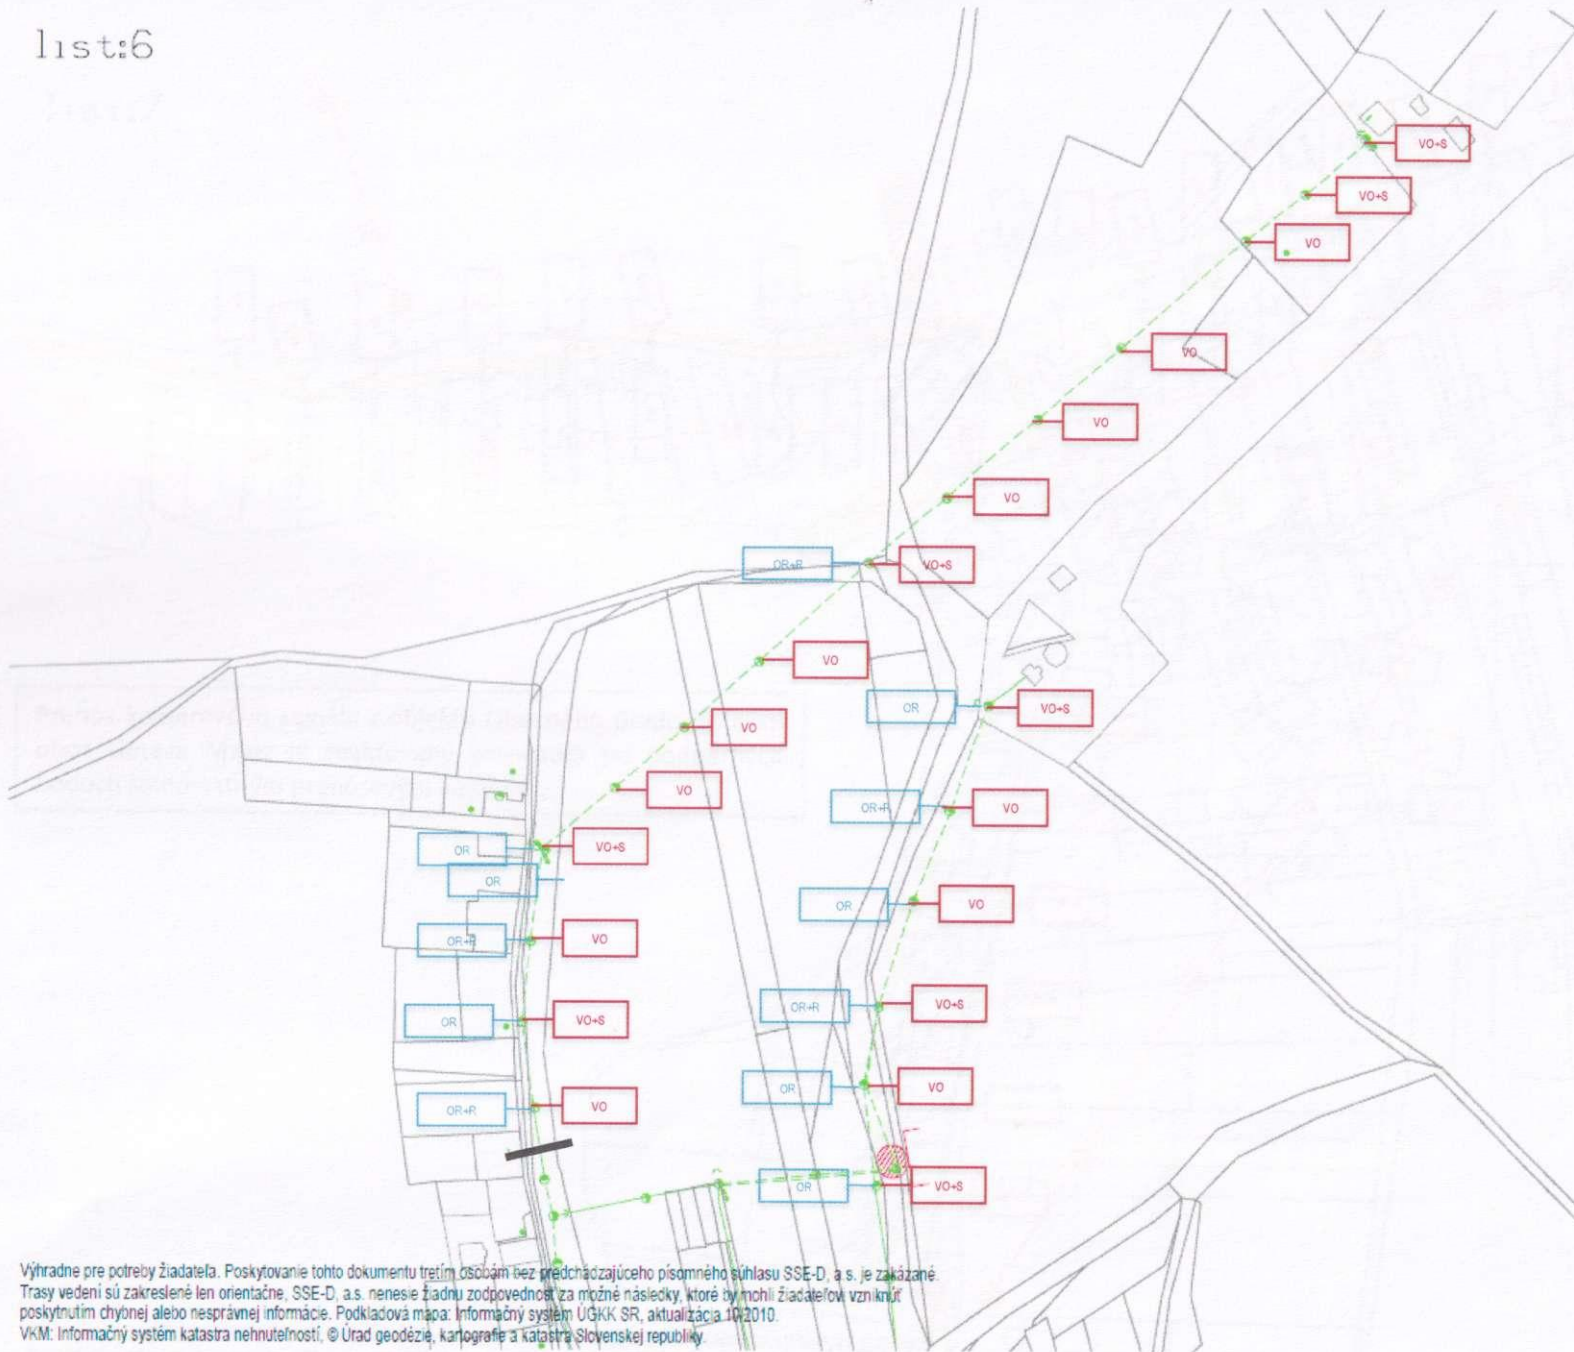 list:6
VO+S
VO+S
VO
VO
VO
VO
OR+R VO+S
VO
OR VO+S
VO
VO
OR+R VO
OR VO+S
OR
OR VO
OR+R VO
OR+R VO+S
OR VO+S
OR VO
OR+R VO
OR VO+S
Výhradne pre potreby žiadateľa. Poskytovanie tohto dokumentu tretím osobám bez predchádzajúceho písomného súhlasu SSE-D, a.s. je zakázané.
Trasy vedení sú zakreslené len orientačne, SSE-D, a.s. nenesie žiadnu zodpovednosť za možné následky, ktoré by mohli žiadateľovi vzniknúť
poskytnutím chybnej alebo nesprávnej informácie. Podkladová mapa: Informačný systém ÚGKK SR, aktualizácia 10/2010.
VKM: Informačný systém katastra nehnuteľností, © Úrad geodézie, kartografie a katastra Slovenskej republiky.